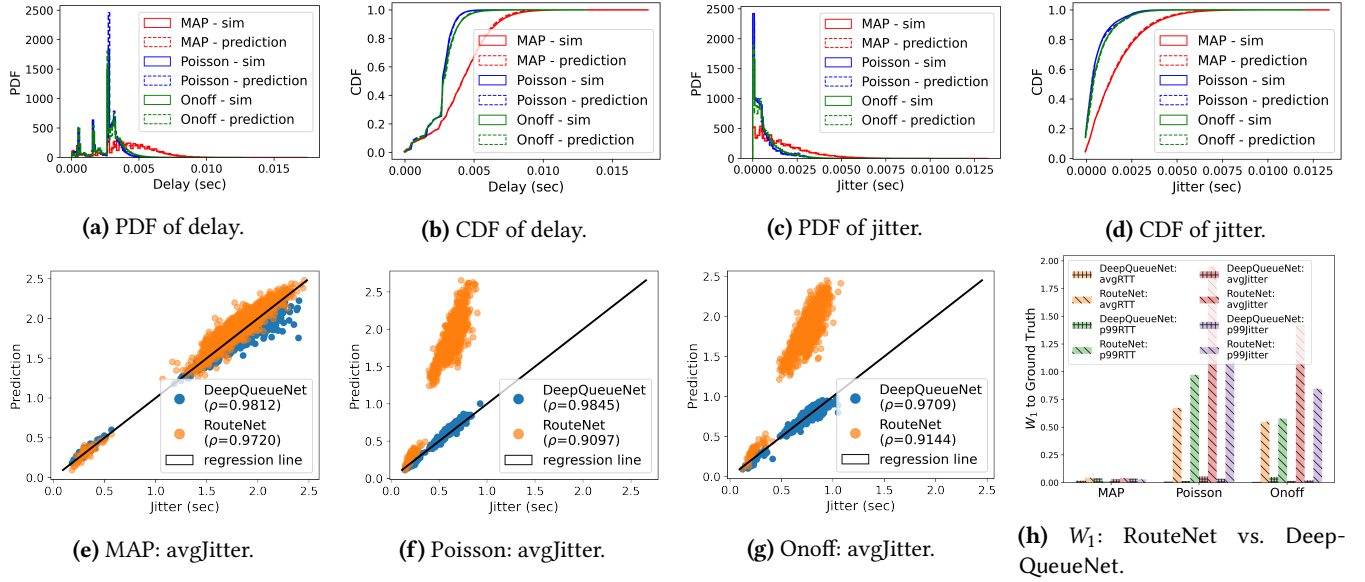 2500
2000
1500
1000
500
0
PDF
MAP - sim
MAP - prediction
Poisson - sim
Poisson - prediction
Onoff - sim
Onoff - prediction
0.000 0.005 0.010 0.015
Delay (sec)
(a) PDF of delay.
1.0
0.8
0.6
0.4
0.2
0.0
CDF
MAP - sim
MAP - prediction
Poisson - sim
Poisson - prediction
Onoff - sim
Onoff - prediction
0.000 0.005 0.010 0.015
Delay (sec)
(b) CDF of delay.
2500
2000
1500
1000
500
0
PDF
MAP - sim
MAP - prediction
Poisson - sim
Poisson - prediction
Onoff - sim
Onoff - prediction
0.000 0.0025 0.0050 0.0075 0.010 0.0125
Jitter (sec)
(c) PDF of jitter.
1.0
0.8
0.6
0.4
0.2
0.0
CDF
MAP - sim
MAP - prediction
Poisson - sim
Poisson - prediction
Onoff - sim
Onoff - prediction
0.0000 0.0025 0.0050 0.0075 0.0100 0.0125
Jitter (sec)
(d) CDF of jitter.
2.5
2.0
1.5
1.0
0.5
0.0
Prediction
DeepQueueNet
(ρ=0.9812)
RouteNet
(ρ=0.9720)
regression line
0.0 0.5 1.0 1.5 2.0 2.5
Jitter (sec)
(e) MAP: avgJitter.
2.5
2.0
1.5
1.0
0.5
0.0
Prediction
DeepQueueNet
(ρ=0.9845)
RouteNet
(ρ=0.9097)
regression line
0.0 0.5 1.0 1.5 2.0 2.5
Jitter (sec)
(f) Poisson: avgJitter.
2.5
2.0
1.5
1.0
0.5
0.0
Prediction
DeepQueueNet
(ρ=0.9709)
RouteNet
(ρ=0.9144)
regression line
0.0 0.5 1.0 1.5 2.0 2.5
Jitter (sec)
(g) Onoff: avgJitter.
2.00
1.75
1.50
1.25
1.00
0.75
0.50
0.25
0.00
W₁ to Ground Truth
DeepQueueNet:
avgRTT
RouteNet:
avgRTT
DeepQueueNet:
p99RTT
RouteNet:
p99RTT
DeepQueueNet:
avgJitter
RouteNet:
avgJitter
DeepQueueNet:
p99Jitter
RouteNet:
p99Jitter
MAP Poisson Onoff
(h) W₁: RouteNet vs. Deep-
QueueNet.